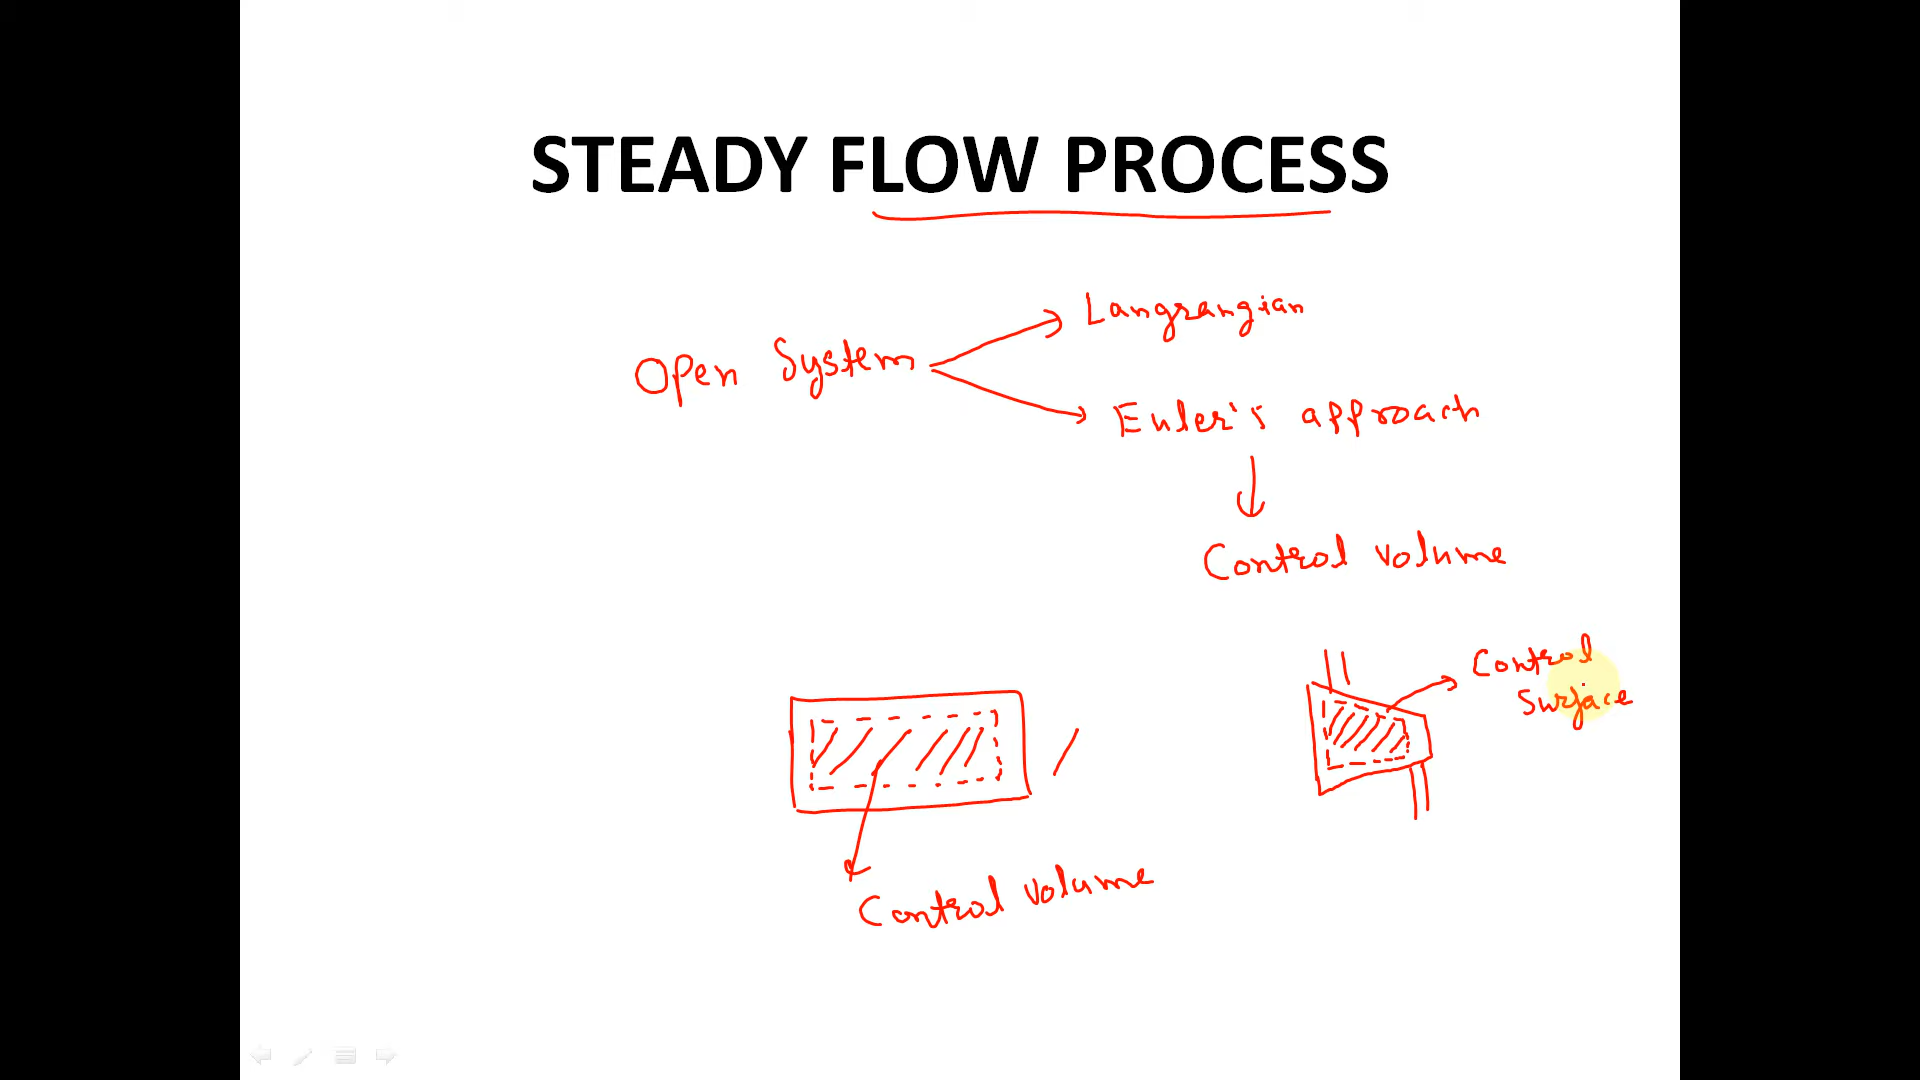 STEADY FLOW PROCESS
Langrangian
Open System
Euler's approach
Control volume
Control
Surface
Control volume